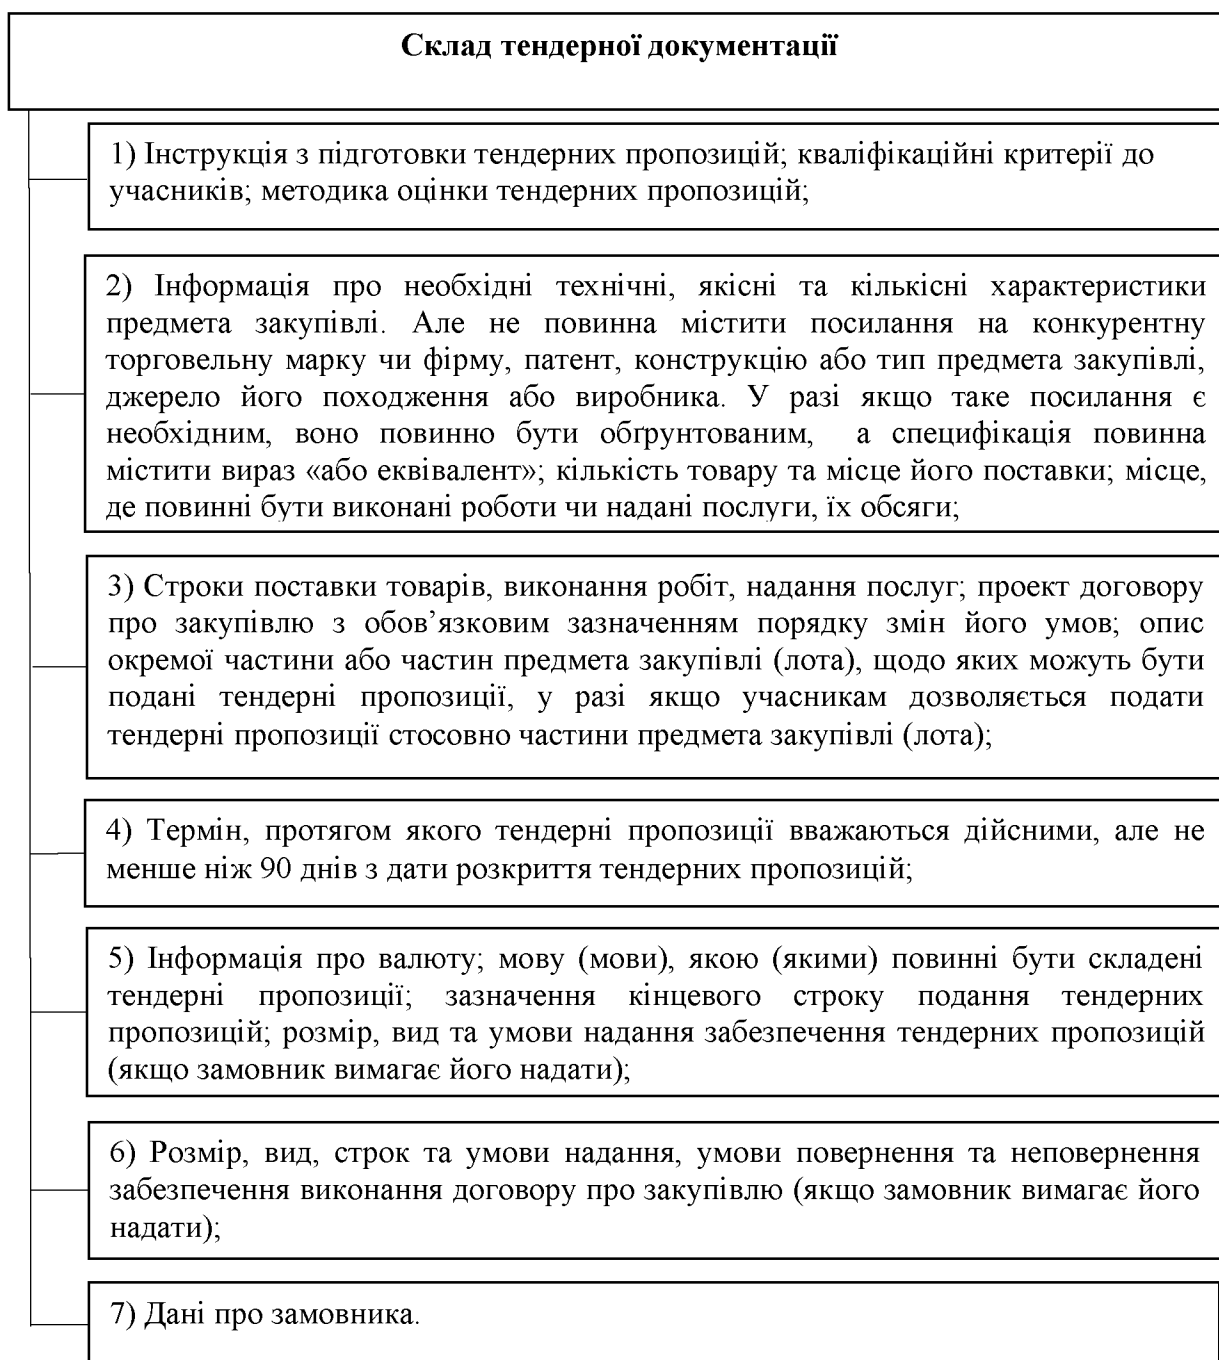 Склад тендерної документації
1) Інструкція з підготовки тендерних пропозицій; кваліфікаційні критерії до
учасників; методика оцінки тендерних пропозицій;
2) Інформація про необхідні технічні, якісні та кількісні характеристики
предмета закупівлі. Але не повинна містити посилання на конкурентну
торговельну марку чи фірму, патент, конструкцію або тип предмета закупівлі,
джерело його походження або виробника. У разі якщо таке посилання є
необхідним, воно повинно бути обґрунтованим, а специфікація повинна
містити вираз «або еквівалент»; кількість товару та місце його поставки; місце,
де повинні бути виконані роботи чи надані послуги, їх обсяги;
3) Строки поставки товарів, виконання робіт, надання послуг; проект договору
про закупівлю з обов’язковим зазначенням порядку змін його умов; опис
окремої частини або частин предмета закупівлі (лота), щодо яких можуть бути
подані тендерні пропозиції, у разі якщо учасникам дозволяється подати
тендерні пропозиції стосовно частини предмета закупівлі (лота);
4) Термін, протягом якого тендерні пропозиції вважаються дійсними, але не
менше ніж 90 днів з дати розкриття тендерних пропозицій;
5) Інформація про валюту; мову (мови), якою (якими) повинні бути складені
тендерні пропозиції; зазначення кінцевого строку подання тендерних
пропозицій; розмір, вид та умови надання забезпечення тендерних пропозицій
(якщо замовник вимагає його надати);
6) Розмір, вид, строк та умови надання, умови повернення та неповернення
забезпечення виконання договору про закупівлю (якщо замовник вимагає його
надати);
7) Дані про замовника.